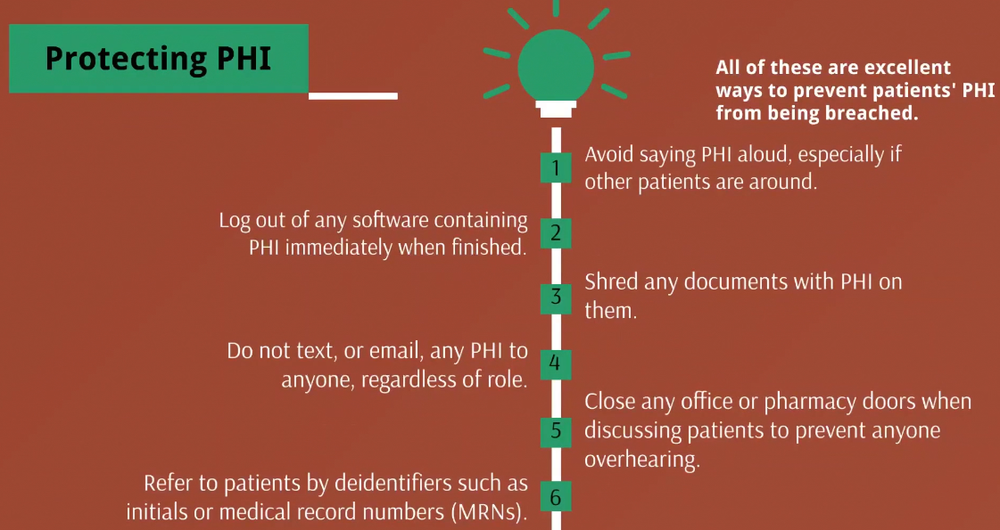 Protecting PHI
All of these are excellent
ways to prevent patients' PHI
from being breached.
1
Avoid saying PHI aloud, especially if
other patients are around.
2
Log out of any software containing
PHI immediately when finished.
3
Shred any documents with PHI on
them.
4
Do not text, or email, any PHI to
anyone, regardless of role.
5
Close any office or pharmacy doors when
discussing patients to prevent anyone
overhearing.
6
Refer to patients by deidentifiers such as
initials or medical record numbers (MRNs).